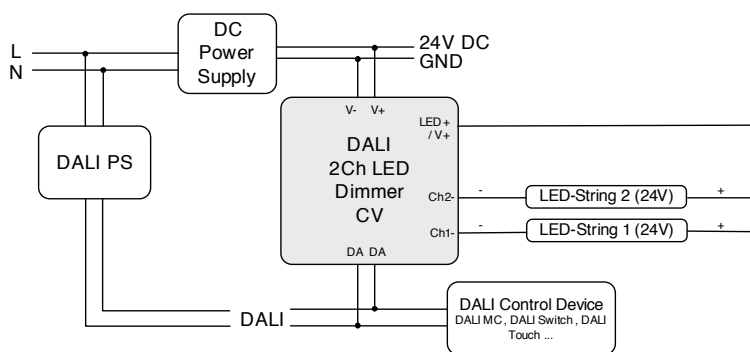 L
N
DC
Power
Supply
24V DC
GND
DALI PS
V- V+
LED+
/ V+
DALI
2Ch LED
Dimmer
CV
Ch2-
- LED-String 2 (24V) +
Ch1-
- LED-String 1 (24V) +
DA DA
DALI
DALI Control Device
DALI MC, DALI Switch, DALI
Touch ...